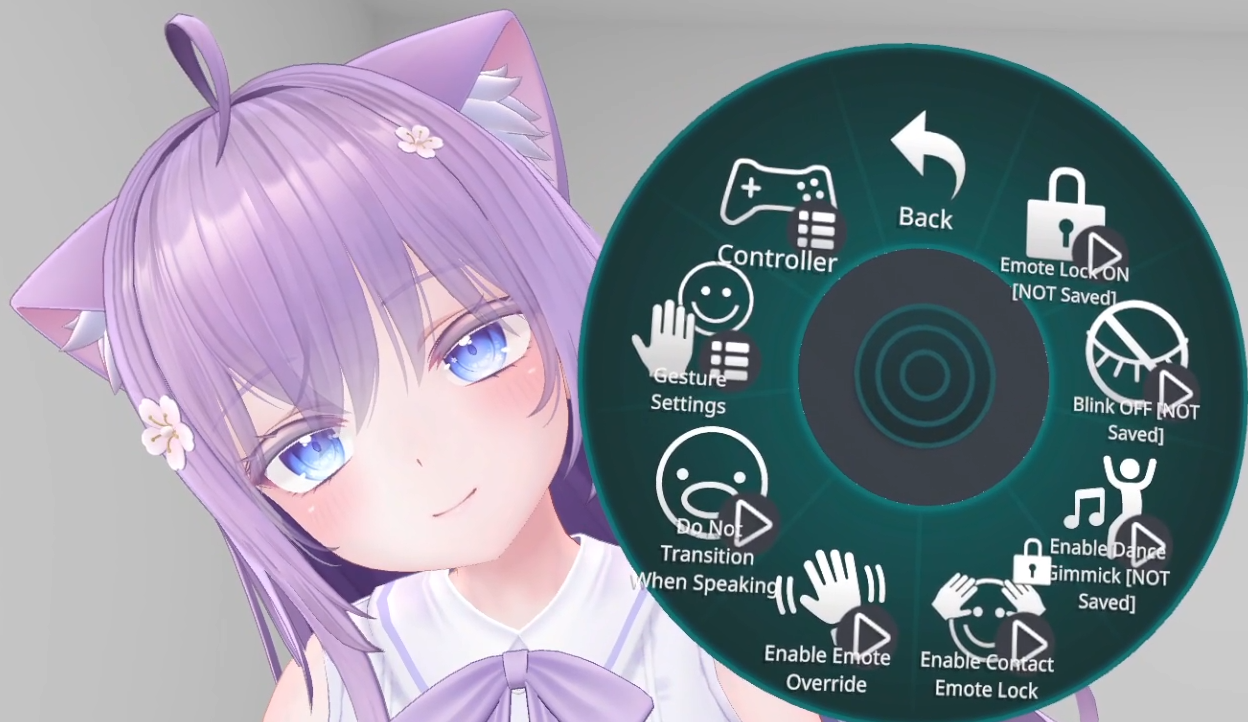 Back
Emote Lock ON
[NOT Saved]
Blink OFF [NOT
Saved]
Enable Dance
Gimmick [NOT
Saved]
Enable Contact
Emote Lock
Enable Emote
Override
Do Not
Transition
When Speaking
Gesture
Settings
Controller